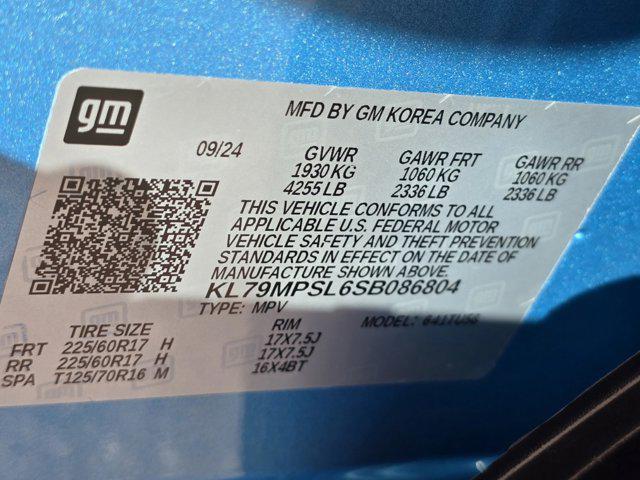 gm
MFD BY GM KOREA COMPANY
09/24 GVWR GAWR FRT GAWR RR
1930 KG 1060 KG 1060 KG
4255 LB 2336 LB 2336 LB
THIS VEHICLE CONFORMS TO ALL
APPLICABLE U.S. FEDERAL MOTOR
VEHICLE SAFETY AND THEFT PREVENTION
STANDARDS IN EFFECT ON THE DATE OF
MANUFACTURE SHOWN ABOVE.
KL79MPSL6SB086804
TYPE: MPV MODEL: 641TU56
TIRE SIZE RIM
FRT 225/60R17 H 17X7.5J
RR 225/60R17 H 17X7.5J
SPA T125/70R16 M 16X4BT